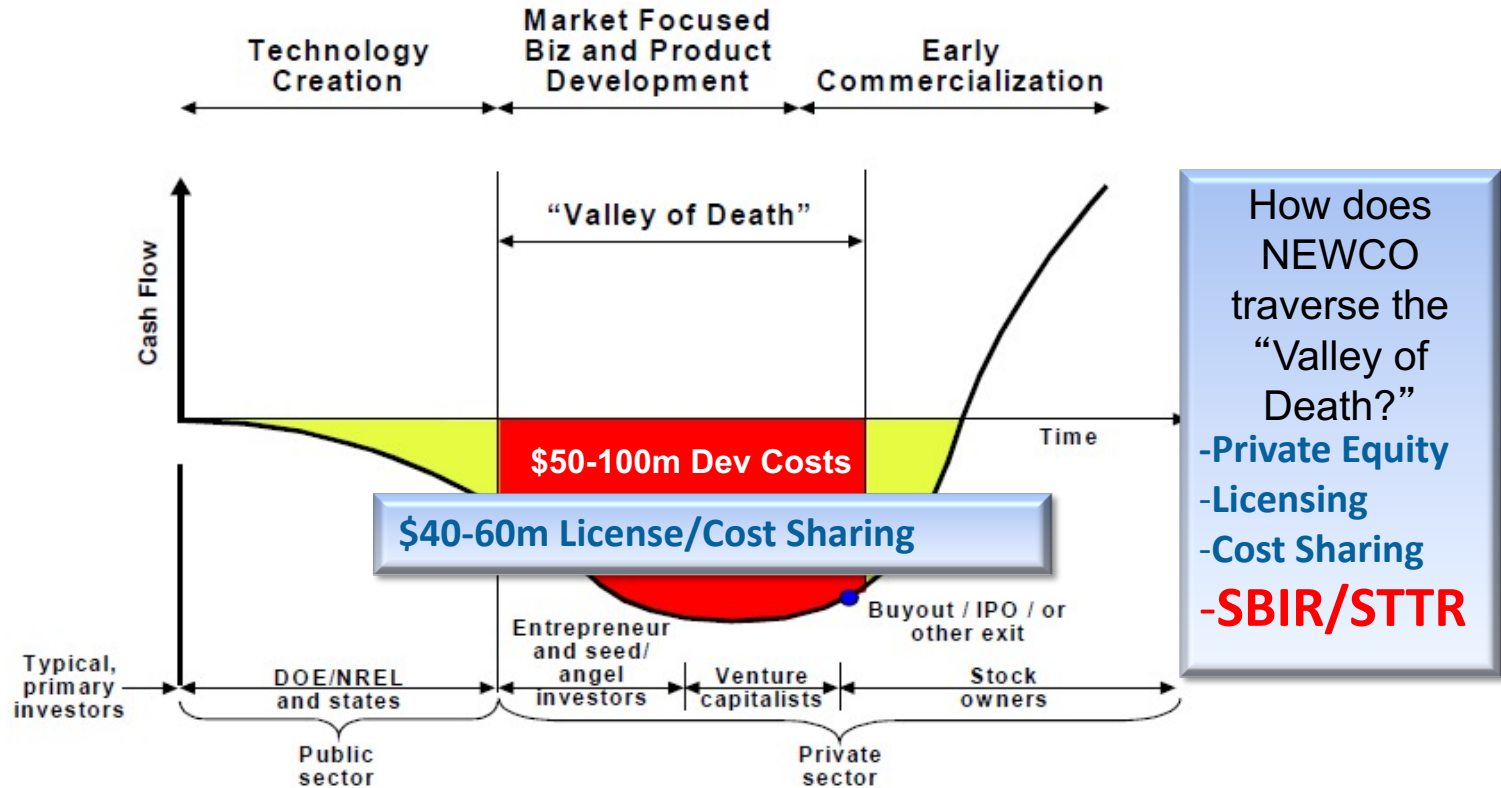 Technology
Creation
Market Focused
Biz and Product
Development
Early
Commercialization
Cash Flow
“Valley of Death”
Time
$50-100m Dev Costs
$40-60m License/Cost Sharing
Buyout / IPO / or
other exit
Typical,
primary
investors
DOE/NREL
and states
Entrepreneur
and seed/
angel
investors
Venture
capitalists
Stock
owners
Public
sector
Private
sector
How does
NEWCO
traverse the
“Valley of
Death?”
-Private Equity
-Licensing
-Cost Sharing
-SBIR/STTR